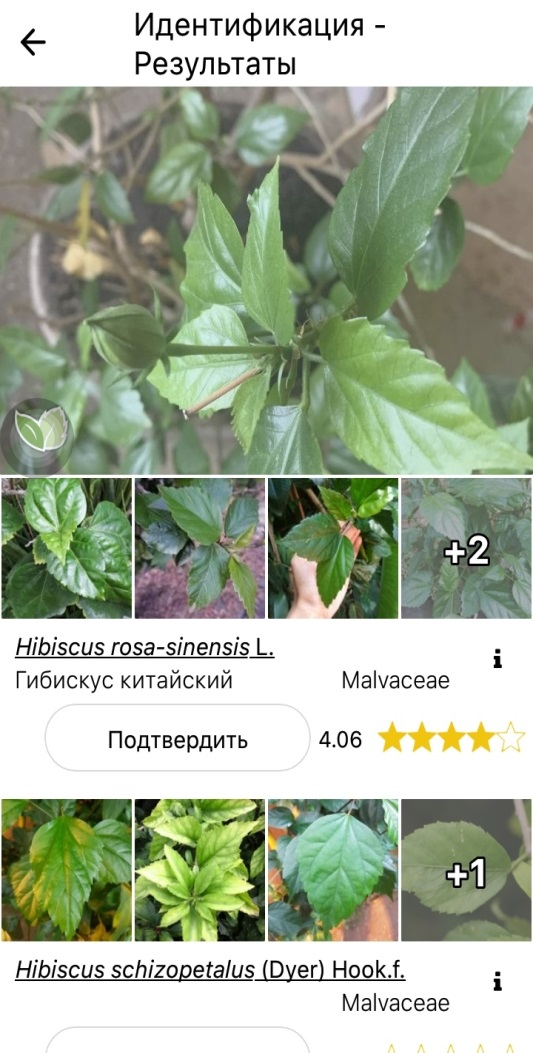 Идентификация -
Результаты
+2
Hibiscus rosa-sinensis L.
Гибискус китайский
Malvaceae
Подтвердить
4.06
+1
Hibiscus schizopetalus (Dyer) Hook.f.
Malvaceae